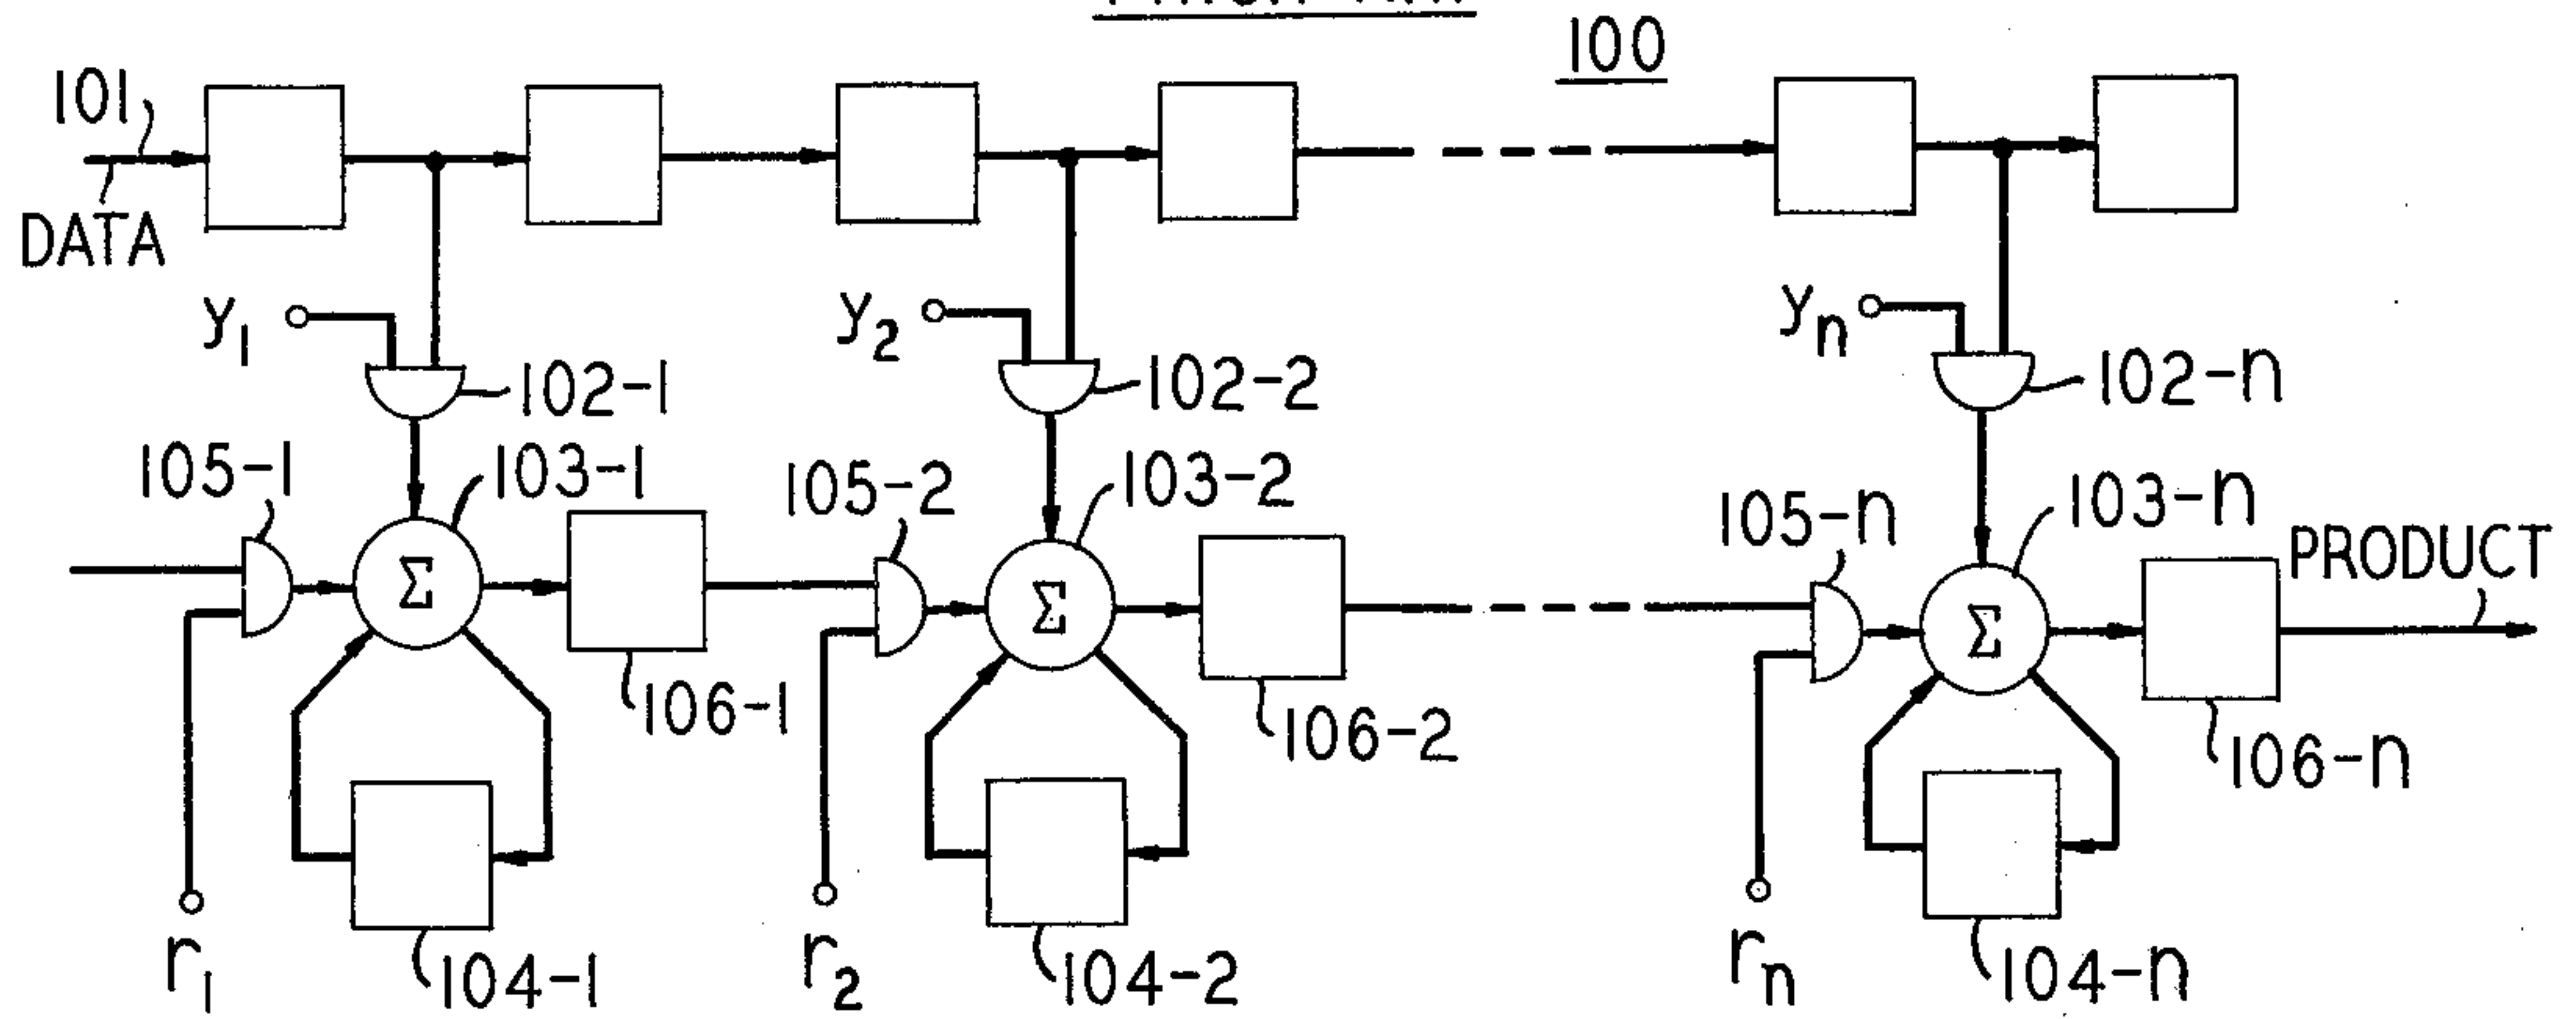 100
101
DATA
y1
y2
yn
102-1
102-2
102-n
105-1
103-1
105-2
103-2
105-n
103-n
PRODUCT
Σ
Σ
Σ
106-1
106-2
106-n
r1
104-1
r2
104-2
rn
104-n